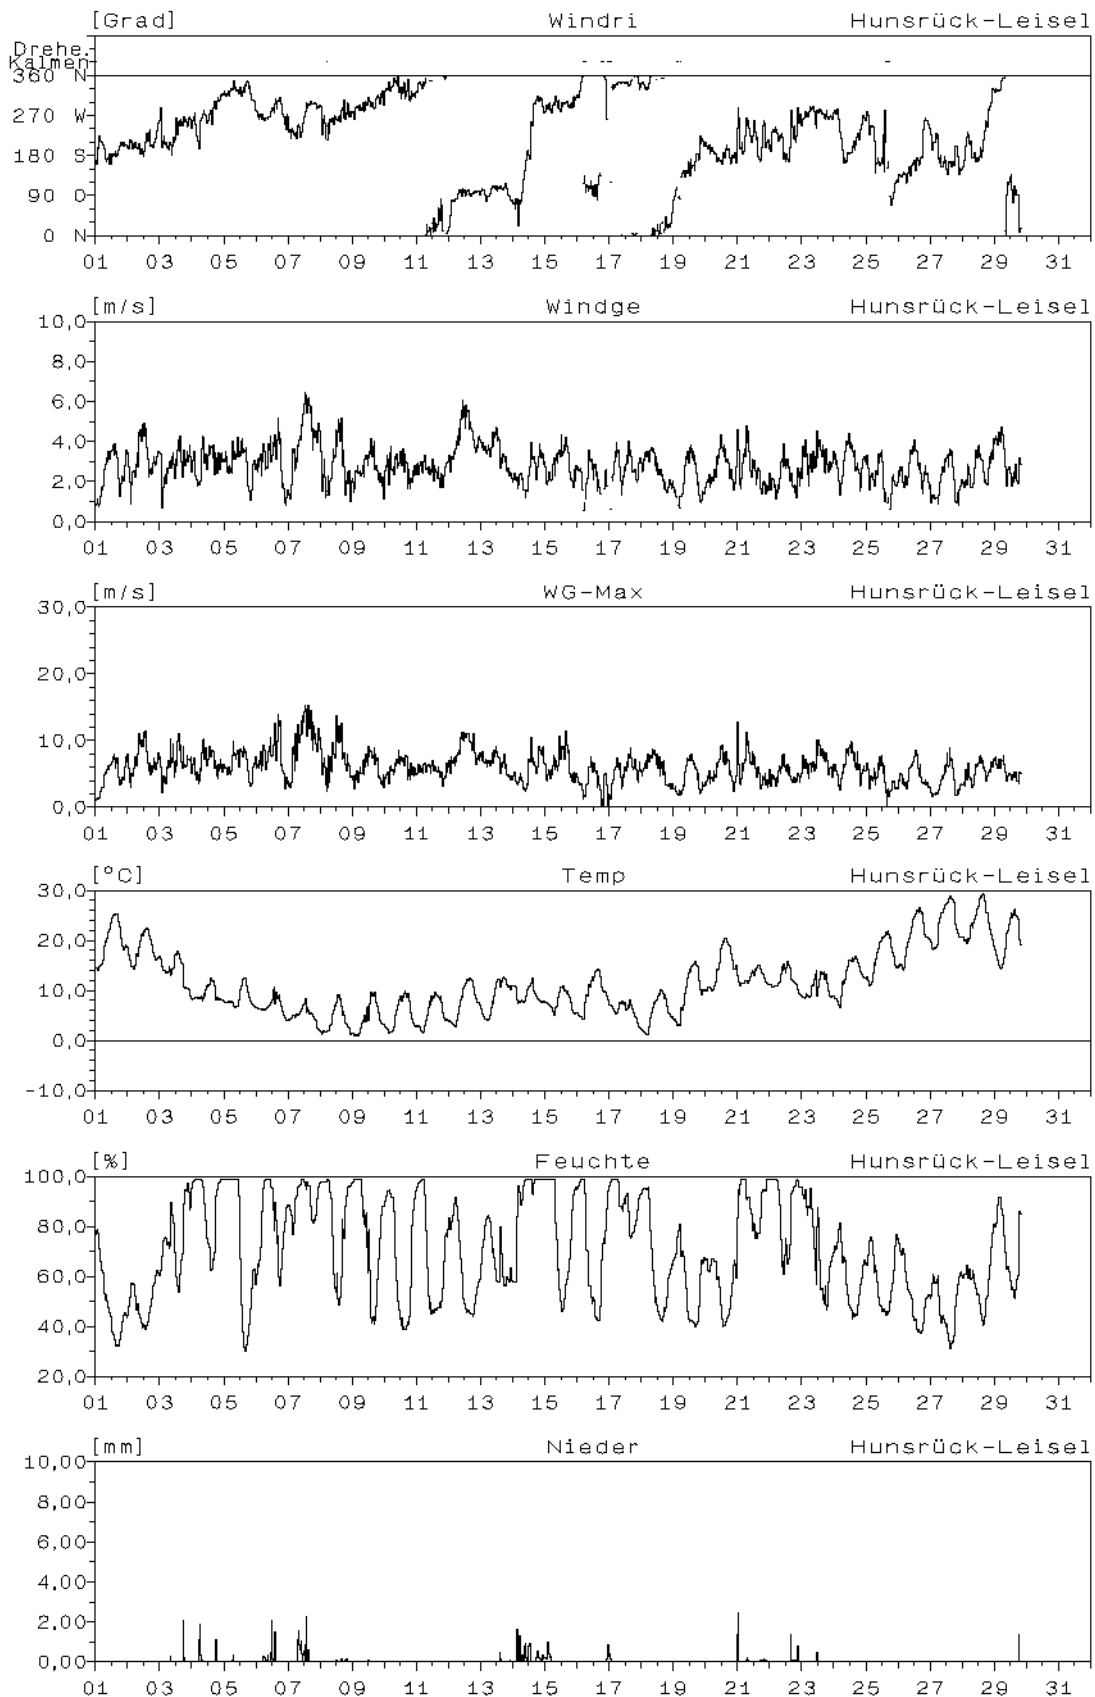 [Grad] Windri Hunsrück-Leisel
Drehe.
Kalmen
360 N
270 W
180 S
90 O
0 N
01 03 05 07 09 11 13 15 17 19 21 23 25 27 29 31
[m/s] Windge Hunsrück-Leisel
10,0
8,0
6,0
4,0
2,0
0,0
01 03 05 07 09 11 13 15 17 19 21 23 25 27 29 31
[m/s] WG-Max Hunsrück-Leisel
30,0
20,0
10,0
0,0
01 03 05 07 09 11 13 15 17 19 21 23 25 27 29 31
[°C] Temp Hunsrück-Leisel
30,0
20,0
10,0
0,0
-10,0
01 03 05 07 09 11 13 15 17 19 21 23 25 27 29 31
[%] Feuchte Hunsrück-Leisel
100,0
80,0
60,0
40,0
20,0
01 03 05 07 09 11 13 15 17 19 21 23 25 27 29 31
[mm] Nieder Hunsrück-Leisel
10,00
8,00
6,00
4,00
2,00
0,00
01 03 05 07 09 11 13 15 17 19 21 23 25 27 29 31